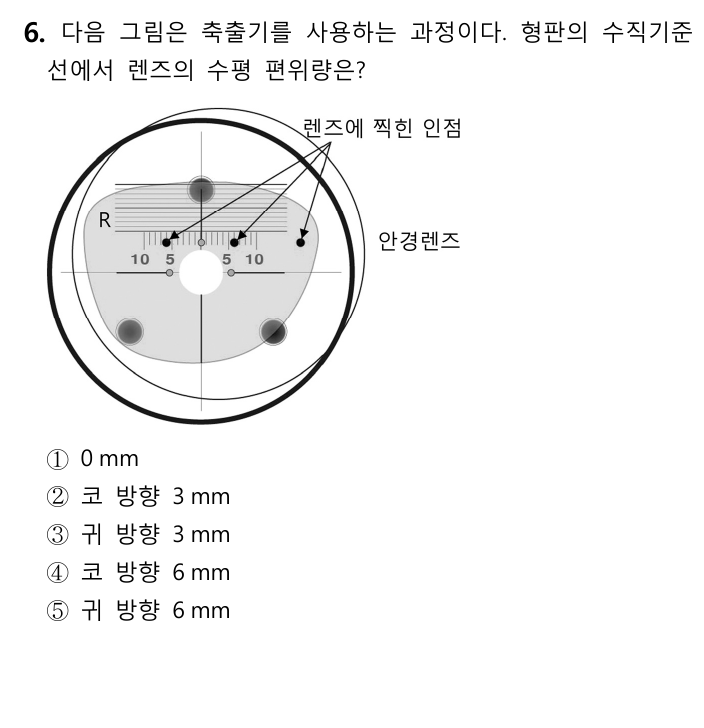 6. 다음 그림은 축출기를 사용하는 과정이다. 형판의 수직기준
선에서 렌즈의 수평 편위량은?
렌즈에 찍힌 인점
R
안경렌즈
10 5 5 10
① 0 mm
② 코 방향 3 mm
③ 귀 방향 3 mm
④ 코 방향 6 mm
⑤ 귀 방향 6 mm